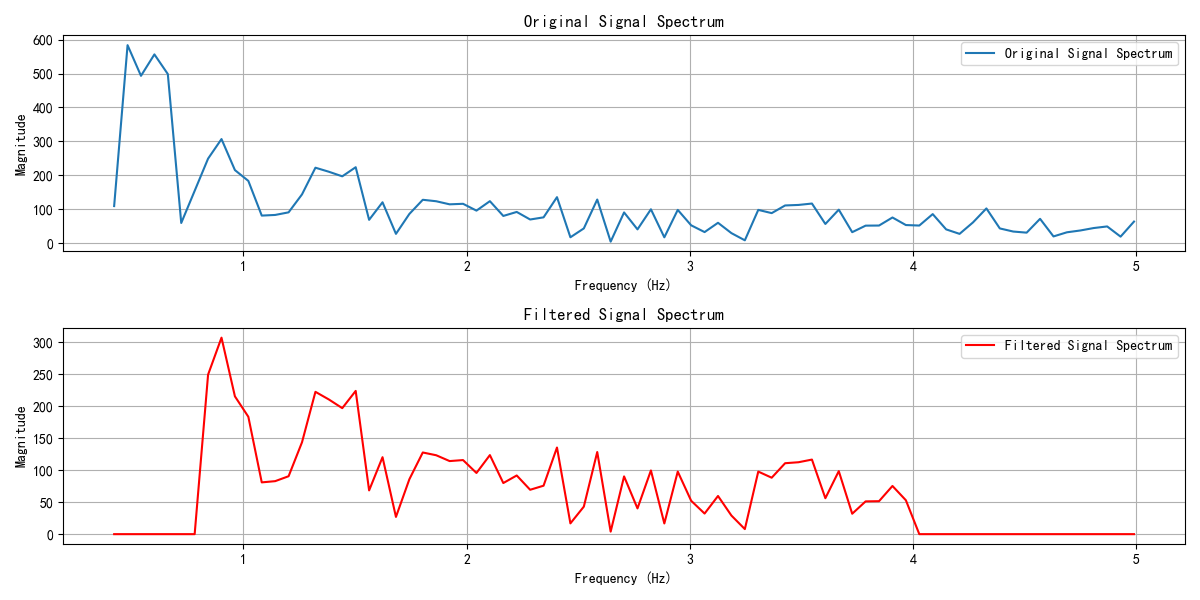 Original Signal Spectrum
Original Signal Spectrum
Magnitude
600
500
400
300
200
100
0
1 2 3 4 5
Frequency (Hz)
Filtered Signal Spectrum
Filtered Signal Spectrum
Magnitude
300
250
200
150
100
50
0
1 2 3 4 5
Frequency (Hz)